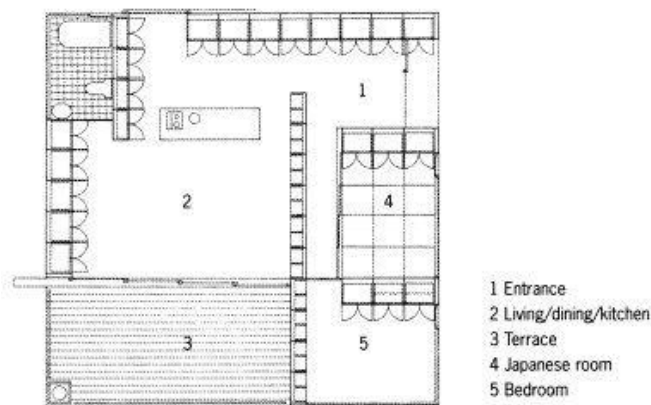 1
2
4
3
5
1 Entrance
2 Living/dining/kitchen
3 Terrace
4 Japanese room
5 Bedroom